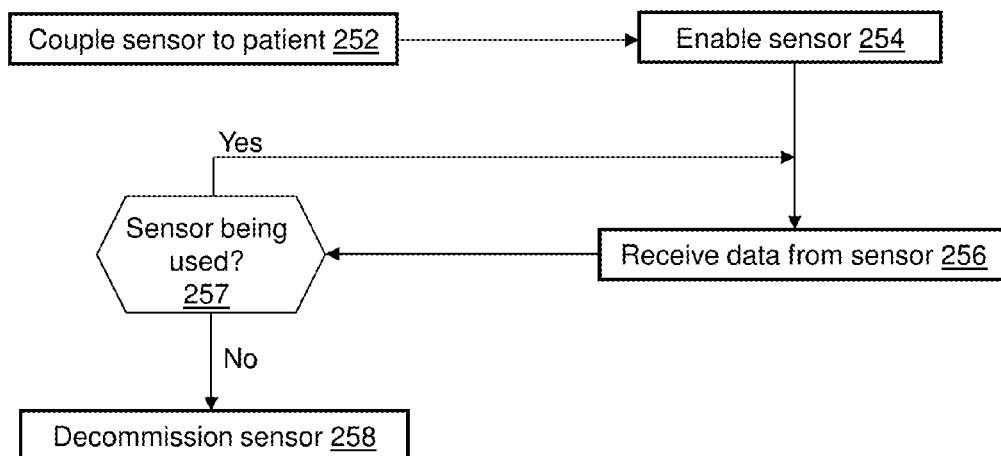 Couple sensor to patient 252
Enable sensor 254
Yes
Sensor being
used?
257
Receive data from sensor 256
No
Decommission sensor 258